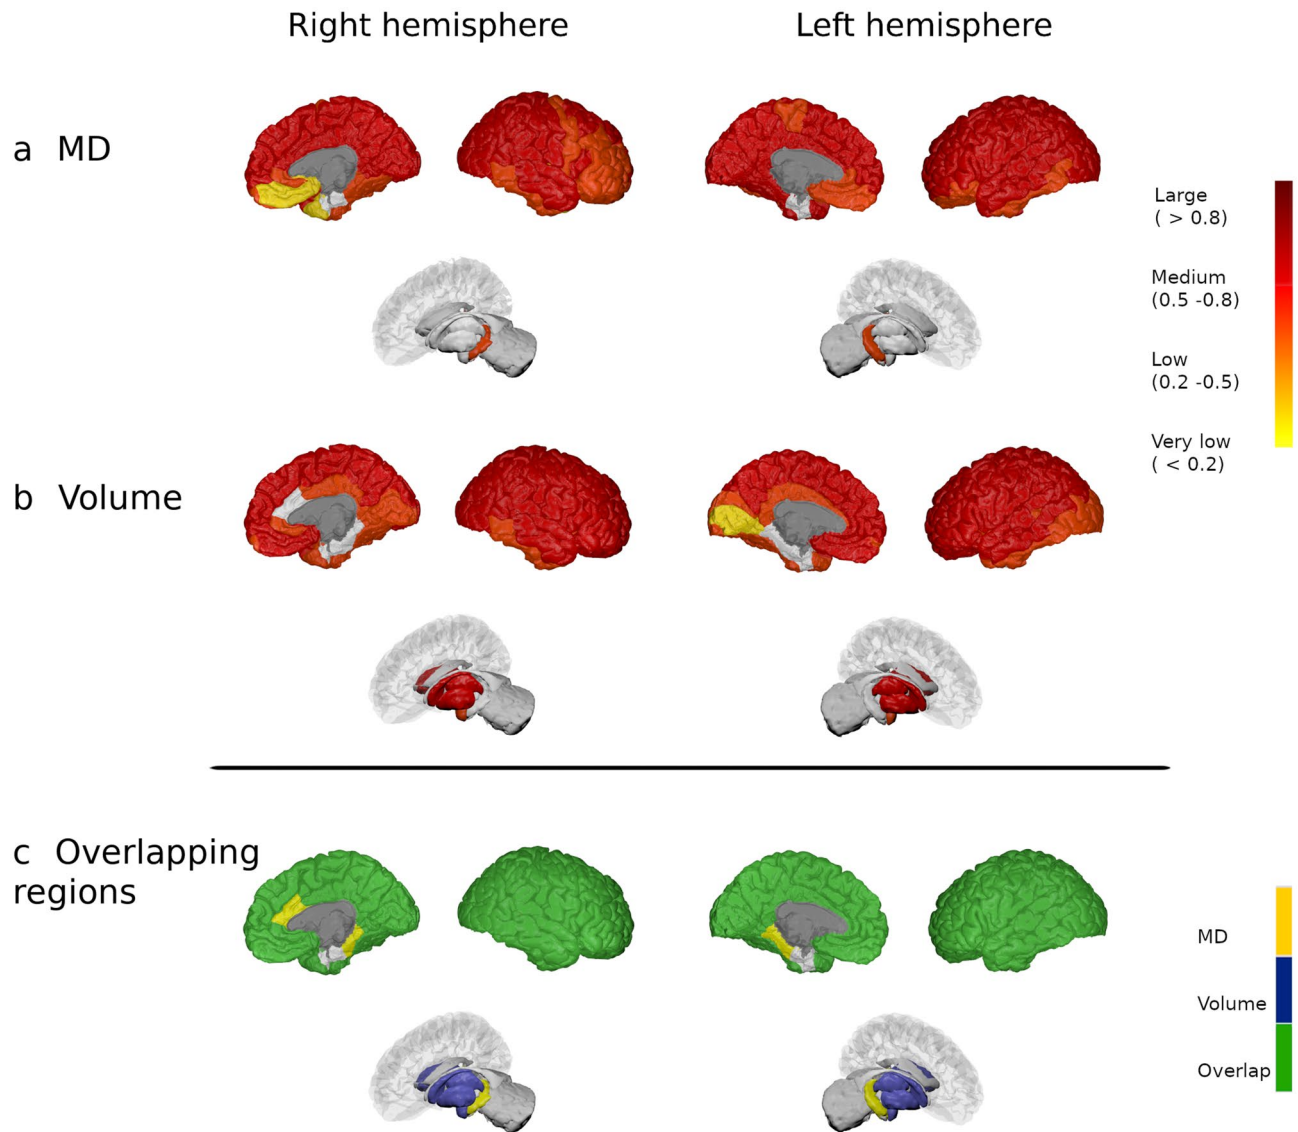 Right hemisphere
Left hemisphere
a MD
Large
( > 0.8)
Medium
(0.5 -0.8)
Low
(0.2 -0.5)
Very low
( < 0.2)
b Volume
c Overlapping
regions
MD
Volume
Overlap